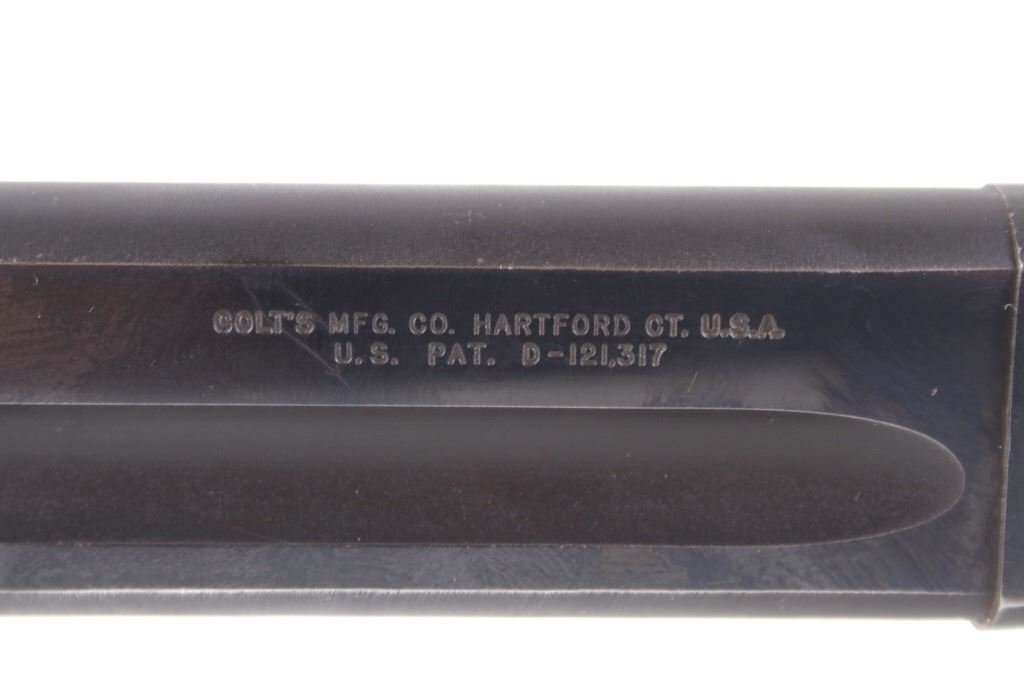 COLT'S MFG. CO. HARTFORD CT. U.S.A.
U.S. PAT. D-121,317